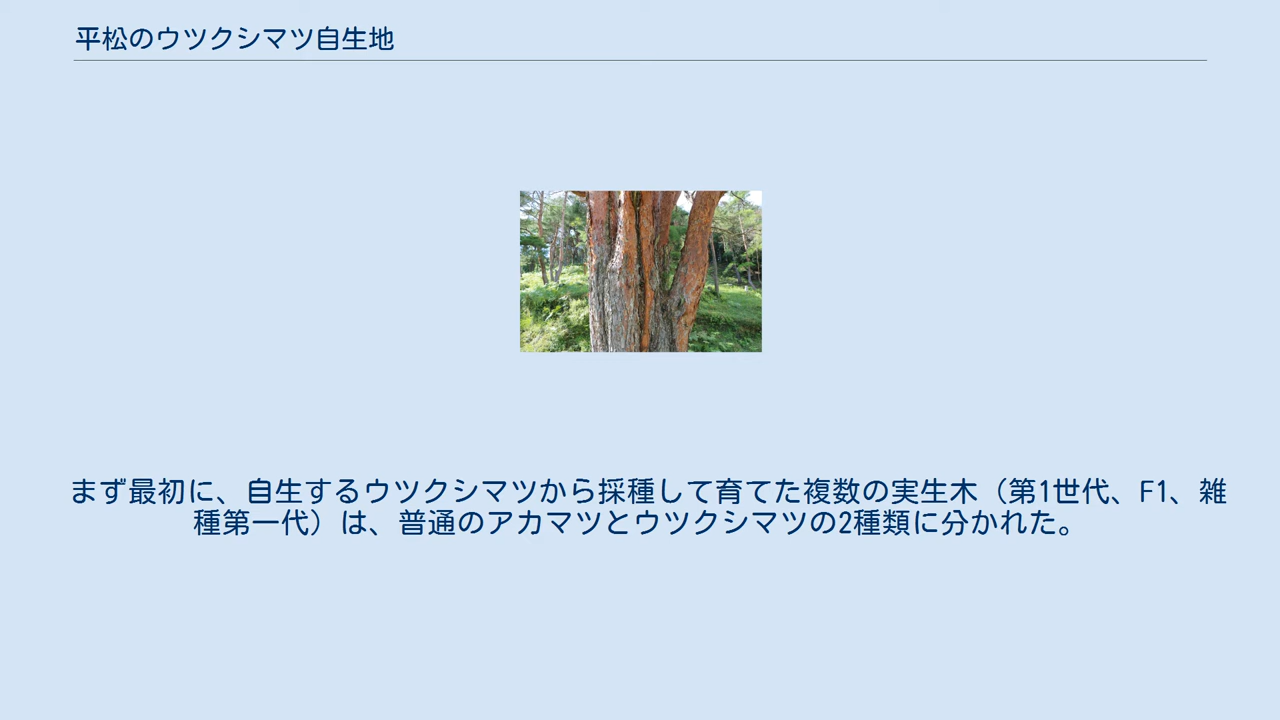 平松のウツクシマツ自生地
まず最初に、自生するウツクシマツから採種して育てた複数の実生木（第1世代、F1、雑
種第一代）は、普通のアカマツとウツクシマツの2種類に分かれた。